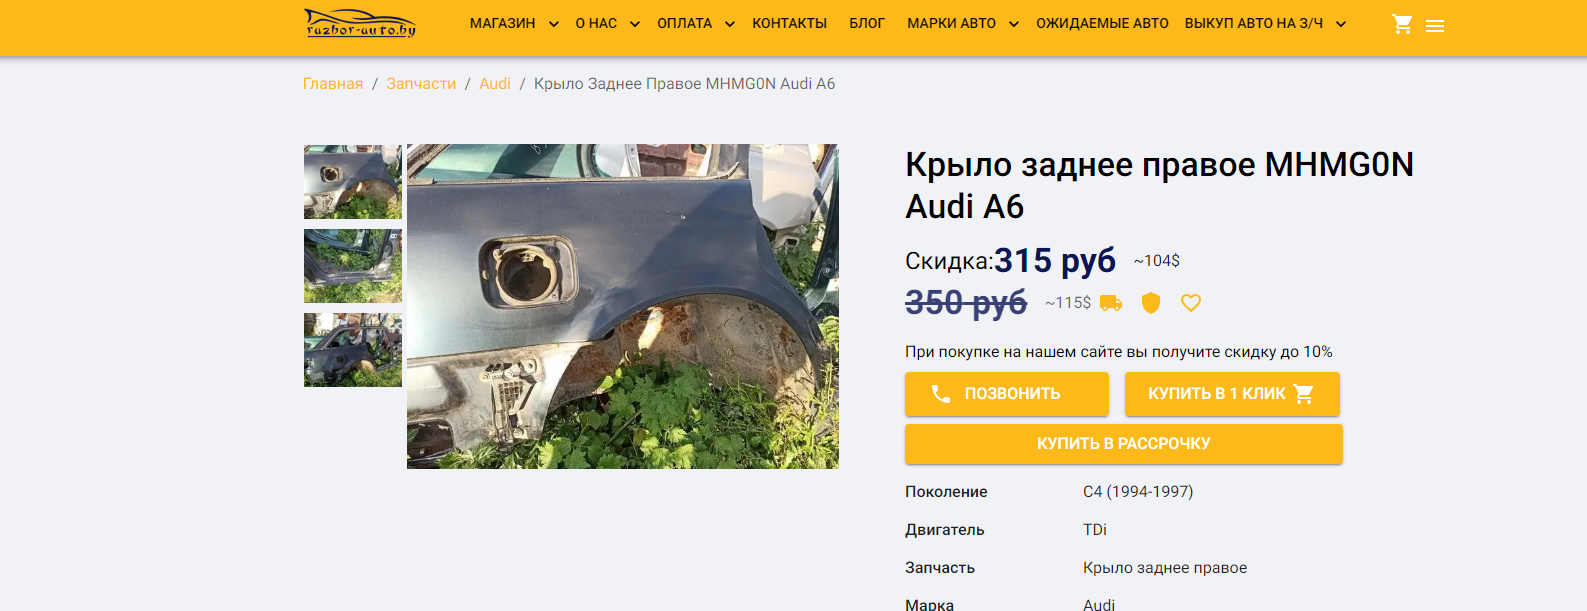 razbor-auto.by
МАГАЗИН
О НАС
ОПЛАТА
КОНТАКТЫ
БЛОГ
МАРКИ АВТО
ОЖИДАЕМЫЕ АВТО
ВЫКУП АВТО НА З/Ч
Главная / Запчасти / Audi / Крыло Заднее Правое MHMG0N Audi A6
Крыло заднее правое MHMG0N
Audi A6
Скидка:315 руб ~104$
350 руб ~115$
При покупке на нашем сайте вы получите скидку до 10%
ПОЗВОНИТЬ
КУПИТЬ В 1 КЛИК
КУПИТЬ В РАССРОЧКУ
Поколение C4 (1994-1997)
Двигатель TDi
Запчасть Крыло заднее правое
Марка Audi